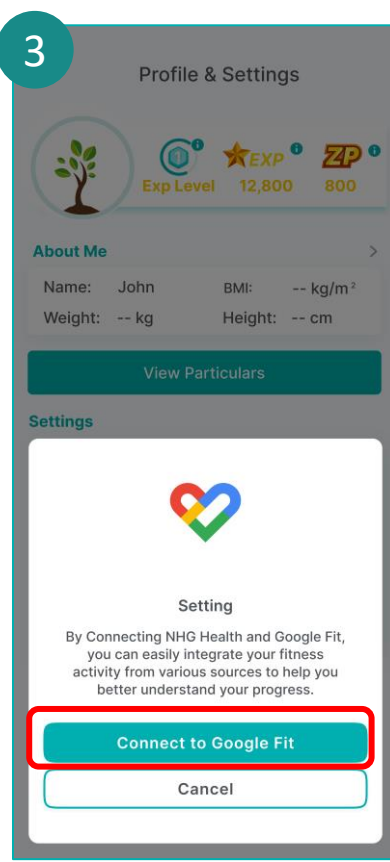 3
Profile & Settings
1
EXP
ZP
Exp Level 12,800 800
About Me
Name: John BMI: -- kg/m²
Weight: -- kg Height: -- cm
View Particulars
Settings
Setting
By Connecting NHG Health and Google Fit,
you can easily integrate your fitness
activity from various sources to help you
better understand your progress.
Connect to Google Fit
Cancel